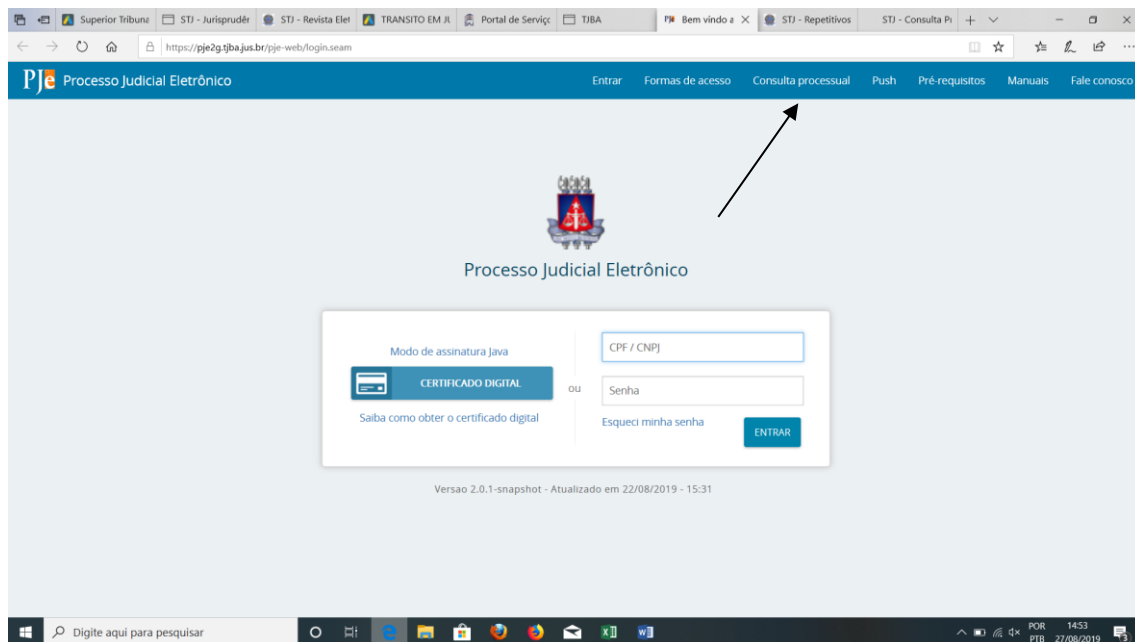 Superior Tribuna
STJ - Jurisprudêr
STJ - Revista Elet
TRANSITO EM JU
Portal de Serviço
TJBA
Bem vindo a
STJ - Repetitivos
STJ - Consulta Pr
https://pje2g.tjba.jus.br/pje-web/login.seam
PJe Processo Judicial Eletrônico
Entrar
Formas de acesso
Consulta processual
Push
Pré-requisitos
Manuais
Fale conosco
Processo Judicial Eletrônico
Modo de assinatura Java
CERTIFICADO DIGITAL
Saiba como obter o certificado digital
ou
CPF / CNPJ
Senha
Esqueci minha senha
ENTRAR
Versao 2.0.1-snapshot - Atualizado em 22/08/2019 - 15:31
Digite aqui para pesquisar
POR
PTB
14:53
27/08/2019